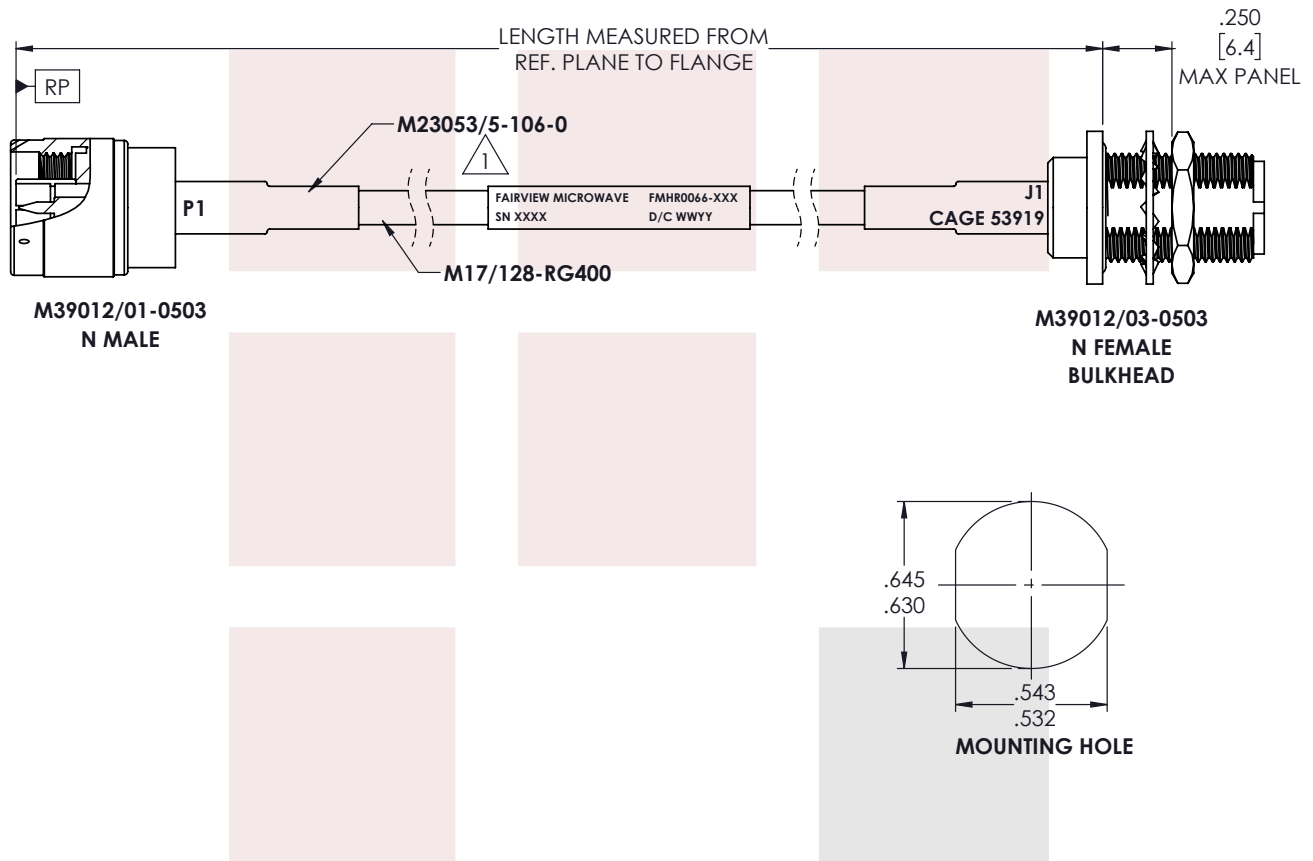 LENGTH MEASURED FROM
REF. PLANE TO FLANGE
.250
[6.4]
MAX PANEL
RP
M23053/5-106-0
1
P1
FAIRVIEW MICROWAVE FMHR0066-XXX
SN XXXX D/C WWYY
J1
CAGE 53919
M17/128-RG400
M39012/01-0503
N MALE
M39012/03-0503
N FEMALE
BULKHEAD
.645
.630
.543
.532
MOUNTING HOLE